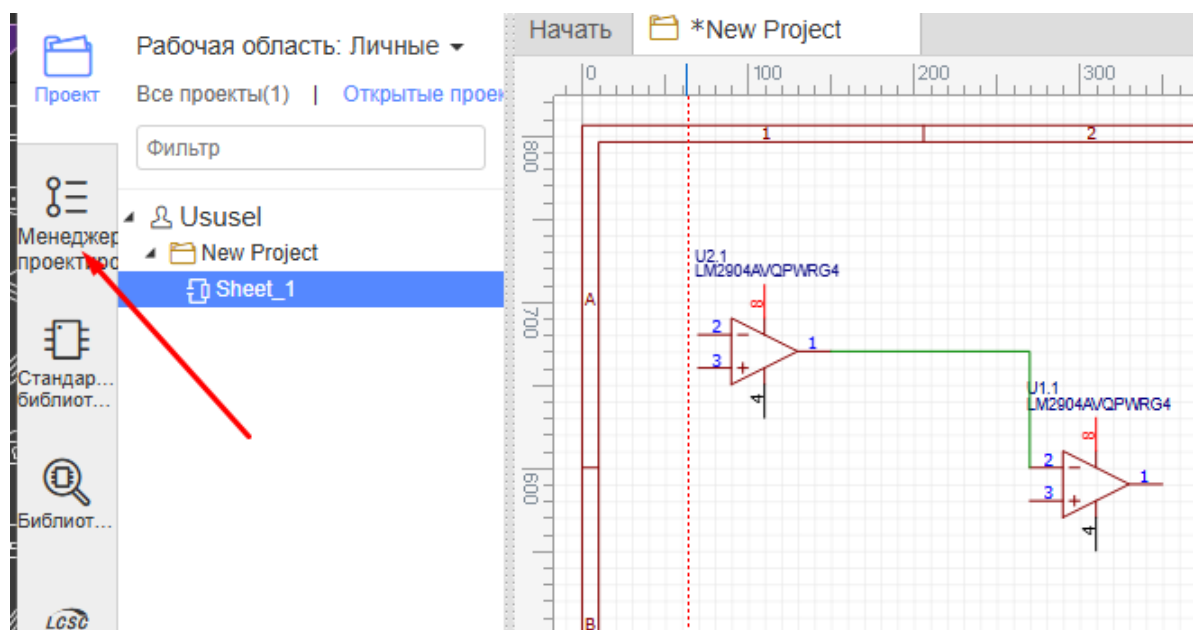 Проект
Менеджер
проектиро
Стандар...
библиот...
Библиот...
LCSC
Рабочая область: Личные
Все проекты(1) | Открытые проек
Фильтр
Ususel
New Project
Sheet_1
Начать
*New Project
0 100 200 300
800
700
600
1 2
A
B
U2.1
LM2904AVQPWRG4
8
2
3
1
4
U1.1
LM2904AVQPWRG4
8
2
3
1
4